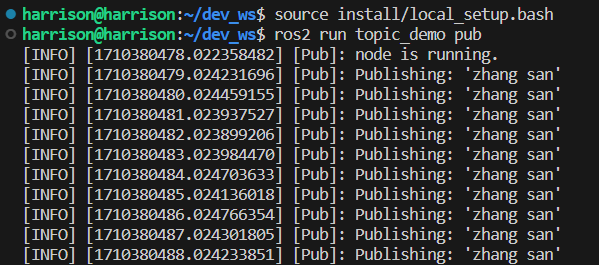 harrison@harrison:~/dev_ws$ source install/local_setup.bash
harrison@harrison:~/dev_ws$ ros2 run topic_demo pub
[INFO] [1710380478.022358482] [Pub]: node is running.
[INFO] [1710380479.024231696] [Pub]: Publishing: 'zhang san'
[INFO] [1710380480.024459155] [Pub]: Publishing: 'zhang san'
[INFO] [1710380481.023937527] [Pub]: Publishing: 'zhang san'
[INFO] [1710380482.023899206] [Pub]: Publishing: 'zhang san'
[INFO] [1710380483.023984470] [Pub]: Publishing: 'zhang san'
[INFO] [1710380484.024703633] [Pub]: Publishing: 'zhang san'
[INFO] [1710380485.024136018] [Pub]: Publishing: 'zhang san'
[INFO] [1710380486.024766354] [Pub]: Publishing: 'zhang san'
[INFO] [1710380487.024301805] [Pub]: Publishing: 'zhang san'
[INFO] [1710380488.024233851] [Pub]: Publishing: 'zhang san'